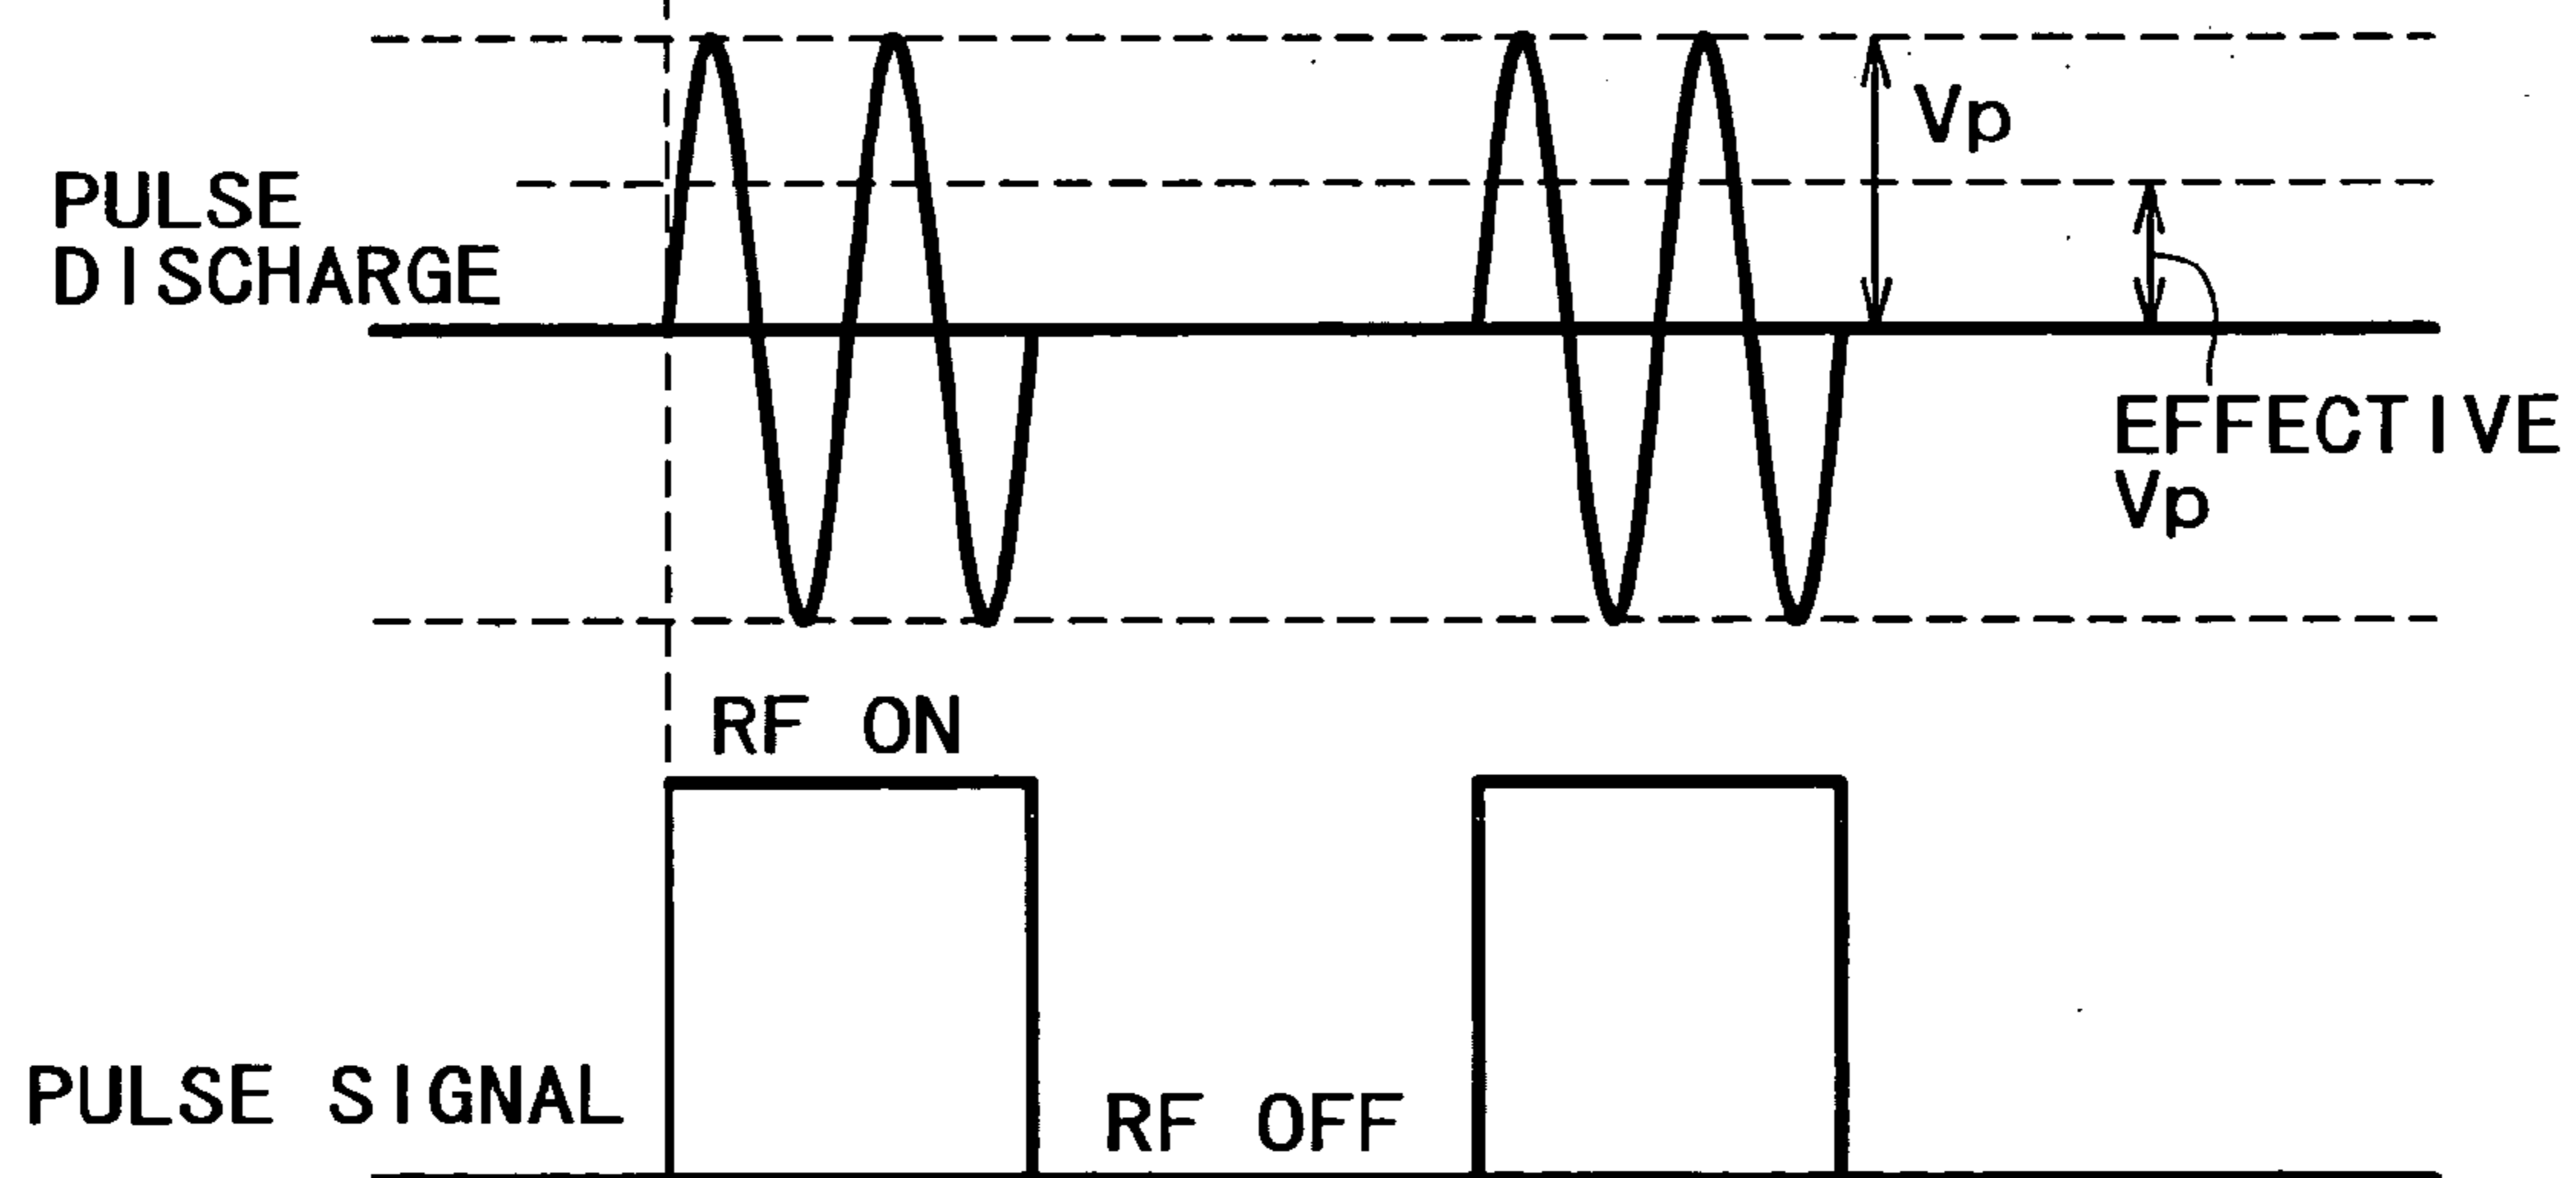 Vp
PULSE
DISCHARGE
EFFECTIVE
Vp
RF ON
PULSE SIGNAL
RF OFF